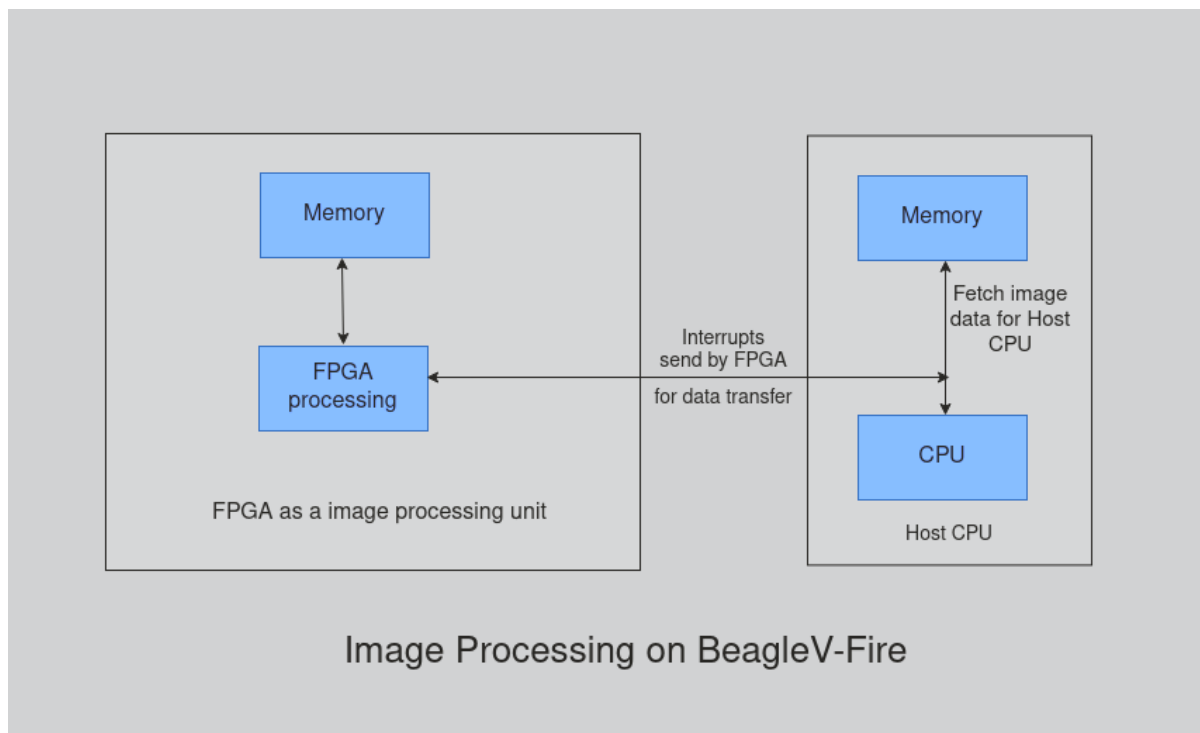 Memory
FPGA
processing
FPGA as a image processing unit
Interrupts
send by FPGA
for data transfer
Memory
Fetch image
data for Host
CPU
CPU
Host CPU
Image Processing on BeagleV-Fire